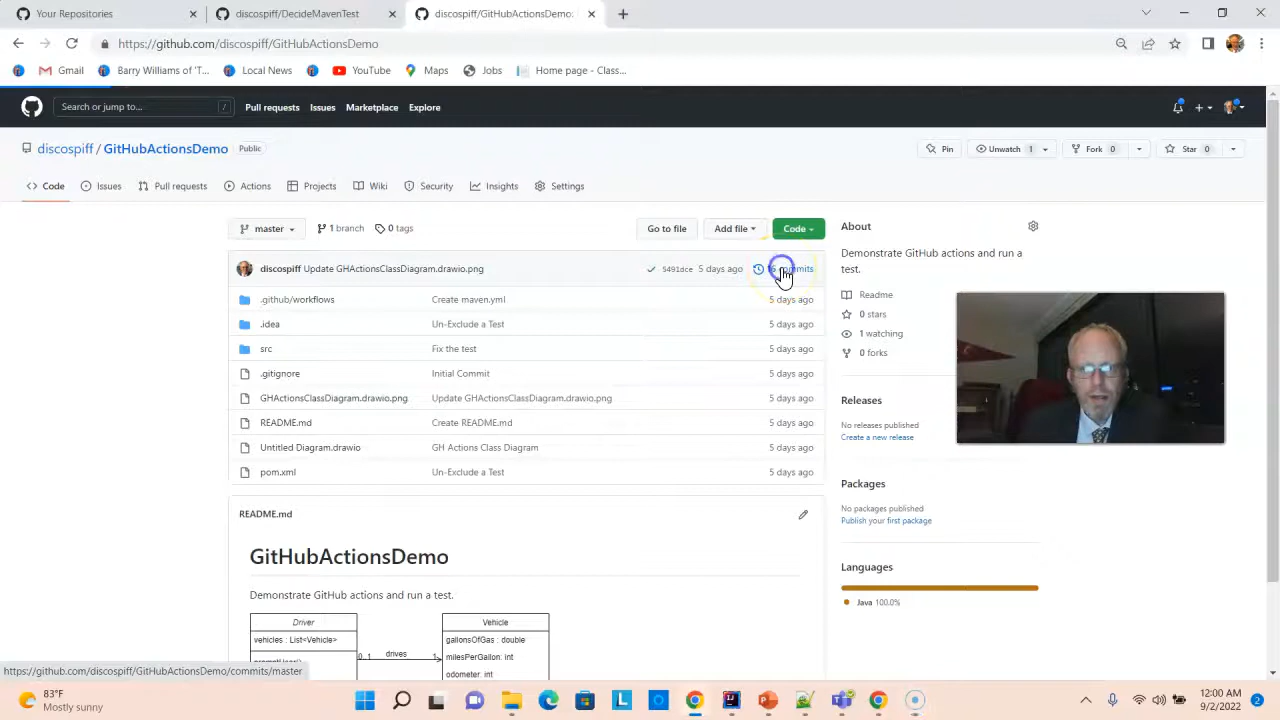 Your Repositories
discospiff/DecideMavenTest
discospiff/GitHubActionsDemo:
https://github.com/discospiff/GitHubActionsDemo
Gmail
Barry Williams of 'T...
Local News
YouTube
Maps
Jobs
Home page - Class...
Search or jump to...
/
Pull requests
Issues
Marketplace
Explore
discospiff / GitHubActionsDemo
Public
Pin
Unwatch 1
Fork 0
Star 0
Code
Issues
Pull requests
Actions
Projects
Wiki
Security
Insights
Settings
master
1 branch
0 tags
Go to file
Add file
Code
discospiff Update GHActionsClassDiagram.drawio.png
5491dce 5 days ago
commits
.github/workflows Create maven.yml 5 days ago
.idea Un-Exclude a Test 5 days ago
src Fix the test 5 days ago
.gitignore Initial Commit 5 days ago
GHActionsClassDiagram.drawio.png Update GHActionsClassDiagram.drawio.png 5 days ago
README.md Create README.md 5 days ago
Untitled Diagram.drawio GH Actions Class Diagram 5 days ago
pom.xml Un-Exclude a Test 5 days ago
About
Demonstrate GitHub actions and run a
test.
Readme
0 stars
1 watching
0 forks
Releases
No releases published
Create a new release
Packages
No packages published
Publish your first package
Languages
Java 100.0%
README.md
GitHubActionsDemo
Demonstrate GitHub actions and run a test.
Driver
vehicles : List<Vehicle>
0..1
drives
1
Vehicle
gallonsOfGas : double
milesPerGallon: int
odometer: int
https://github.com/discospiff/GitHubActionsDemo/commits/master
83°F
Mostly sunny
12:00 AM
9/2/2022
2